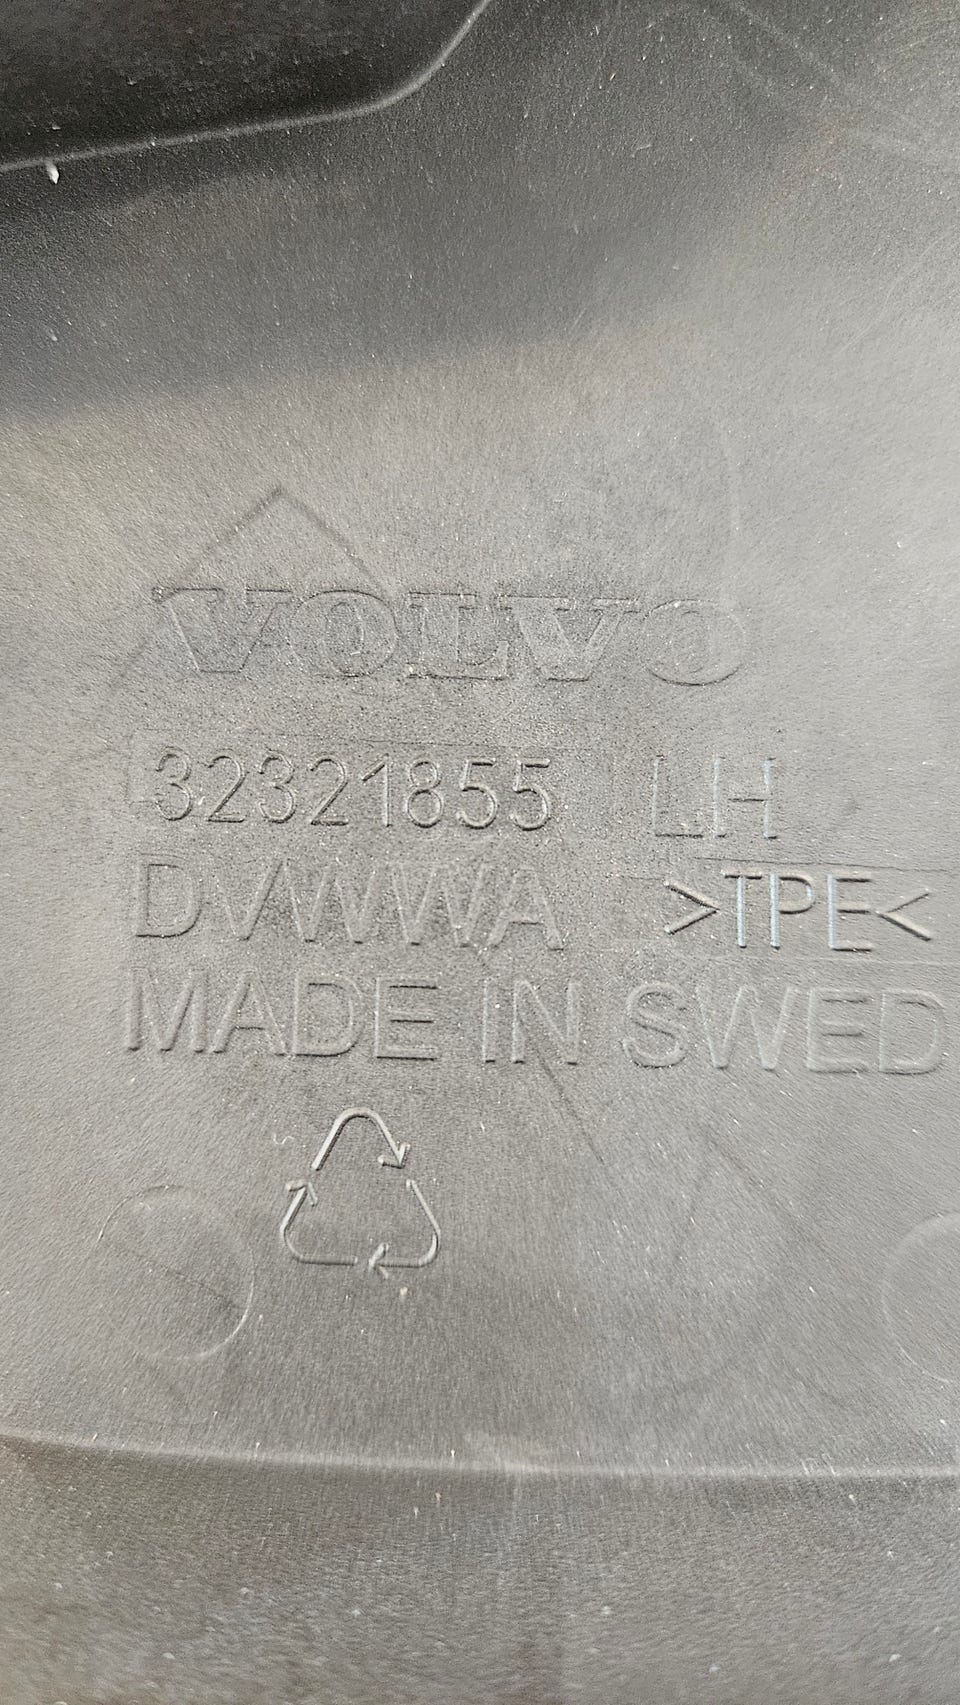 VOLVO
32321855 LH
DVWWA >TPE<
MADE IN SWED